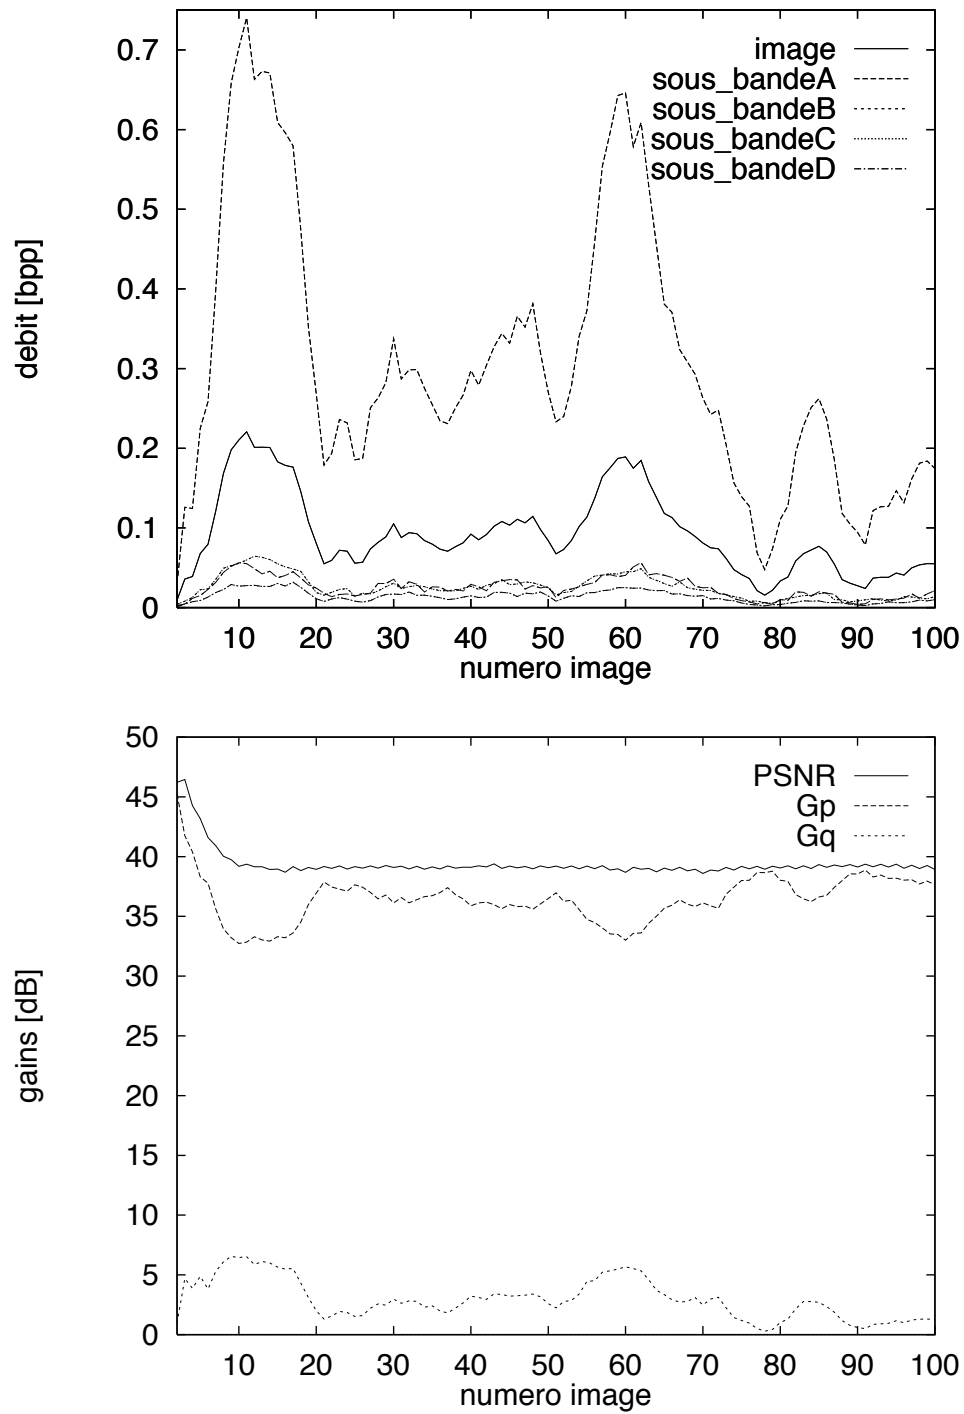 0.7
0.6
0.5
0.4
0.3
0.2
0.1
0
debit [bpp]
image
sous_bandeA
sous_bandeB
sous_bandeC
sous_bandeD
10 20 30 40 50 60 70 80 90 100
numero image
50
45
40
35
30
25
20
15
10
5
0
gains [dB]
PSNR
Gp
Gq
10 20 30 40 50 60 70 80 90 100
numero image